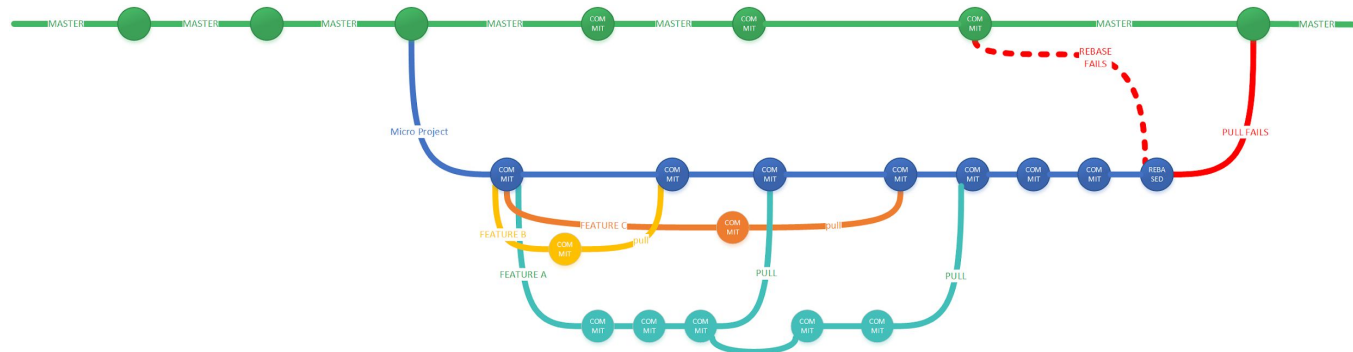 MASTER
MASTER
MASTER
MASTER
COM
MIT
MASTER
COM
MIT
COM
MIT
MASTER
MASTER
REBASE
FAILS
Micro Project
PULL FAILS
COM
MIT
COM
MIT
COM
MIT
COM
MIT
COM
MIT
COM
MIT
COM
MIT
REBA
SED
FEATURE C
COM
MIT
pull
FEATURE B
COM
MIT
pull
FEATURE A
PULL
PULL
COM
MIT
COM
MIT
COM
MIT
COM
MIT
COM
MIT